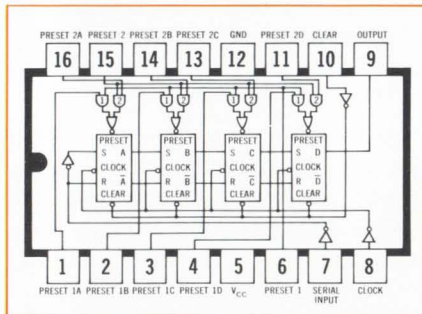 PRESET 2A PRESET 2 PRESET 2B PRESET 2C GND PRESET 2D CLEAR OUTPUT
16 15 14 13 12 11 10 9
1 2 1 2 1 2 1 2
PRESET PRESET PRESET PRESET
S A S B S C S D
CLOCK CLOCK CLOCK CLOCK
R A̅ R B̅ R C̅ R D̅
CLEAR CLEAR CLEAR CLEAR
1 2 3 4 5 6 7 8
PRESET 1A PRESET 1B PRESET 1C PRESET 1D VCC PRESET 1 SERIAL INPUT CLOCK